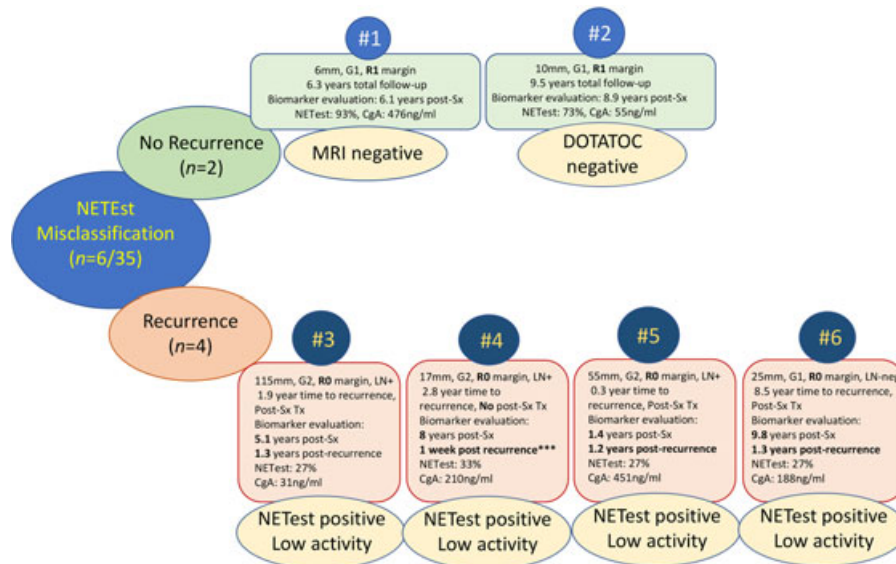 #1
6mm, G1, R1 margin
6.3 years total follow-up
Biomarker evaluation: 6.1 years post-Sx
NETest: 93%, CgA: 476ng/ml
MRI negative
#2
10mm, G1, R1 margin
9.5 years total follow-up
Biomarker evaluation: 8.9 years post-Sx
NETest: 73%, CgA: 55ng/ml
DOTATOC
negative
No Recurrence
(n=2)
NETEst
Misclassification
(n=6/35)
Recurrence
(n=4)
#3
115mm, G2, R0 margin, LN+
1.9 year time to recurrence,
Post-Sx Tx
Biomarker evaluation:
5.1 years post-Sx
1.3 years post-recurrence
NETest: 27%
CgA: 31ng/ml
NETest positive
Low activity
#4
17mm, G2, R0 margin, LN+
2.8 year time to
recurrence, No post-Sx Tx
Biomarker evaluation:
8 years post-Sx
1 week post recurrence***
NETest: 33%
CgA: 210ng/ml
NETest positive
Low activity
#5
55mm, G2, R0 margin, LN+
0.3 year time to
recurrence, Post-Sx Tx
Biomarker evaluation:
1.4 years post-Sx
1.2 years post-recurrence
NETest: 27%
CgA: 451ng/ml
NETest positive
Low activity
#6
25mm, G1, R0 margin, LN-neg
8.5 year time to recurrence,
Post-Sx Tx
Biomarker evaluation:
9.8 years post-Sx
1.3 years post-recurrence
NETest: 27%
CgA: 188ng/ml
NETest positive
Low activity